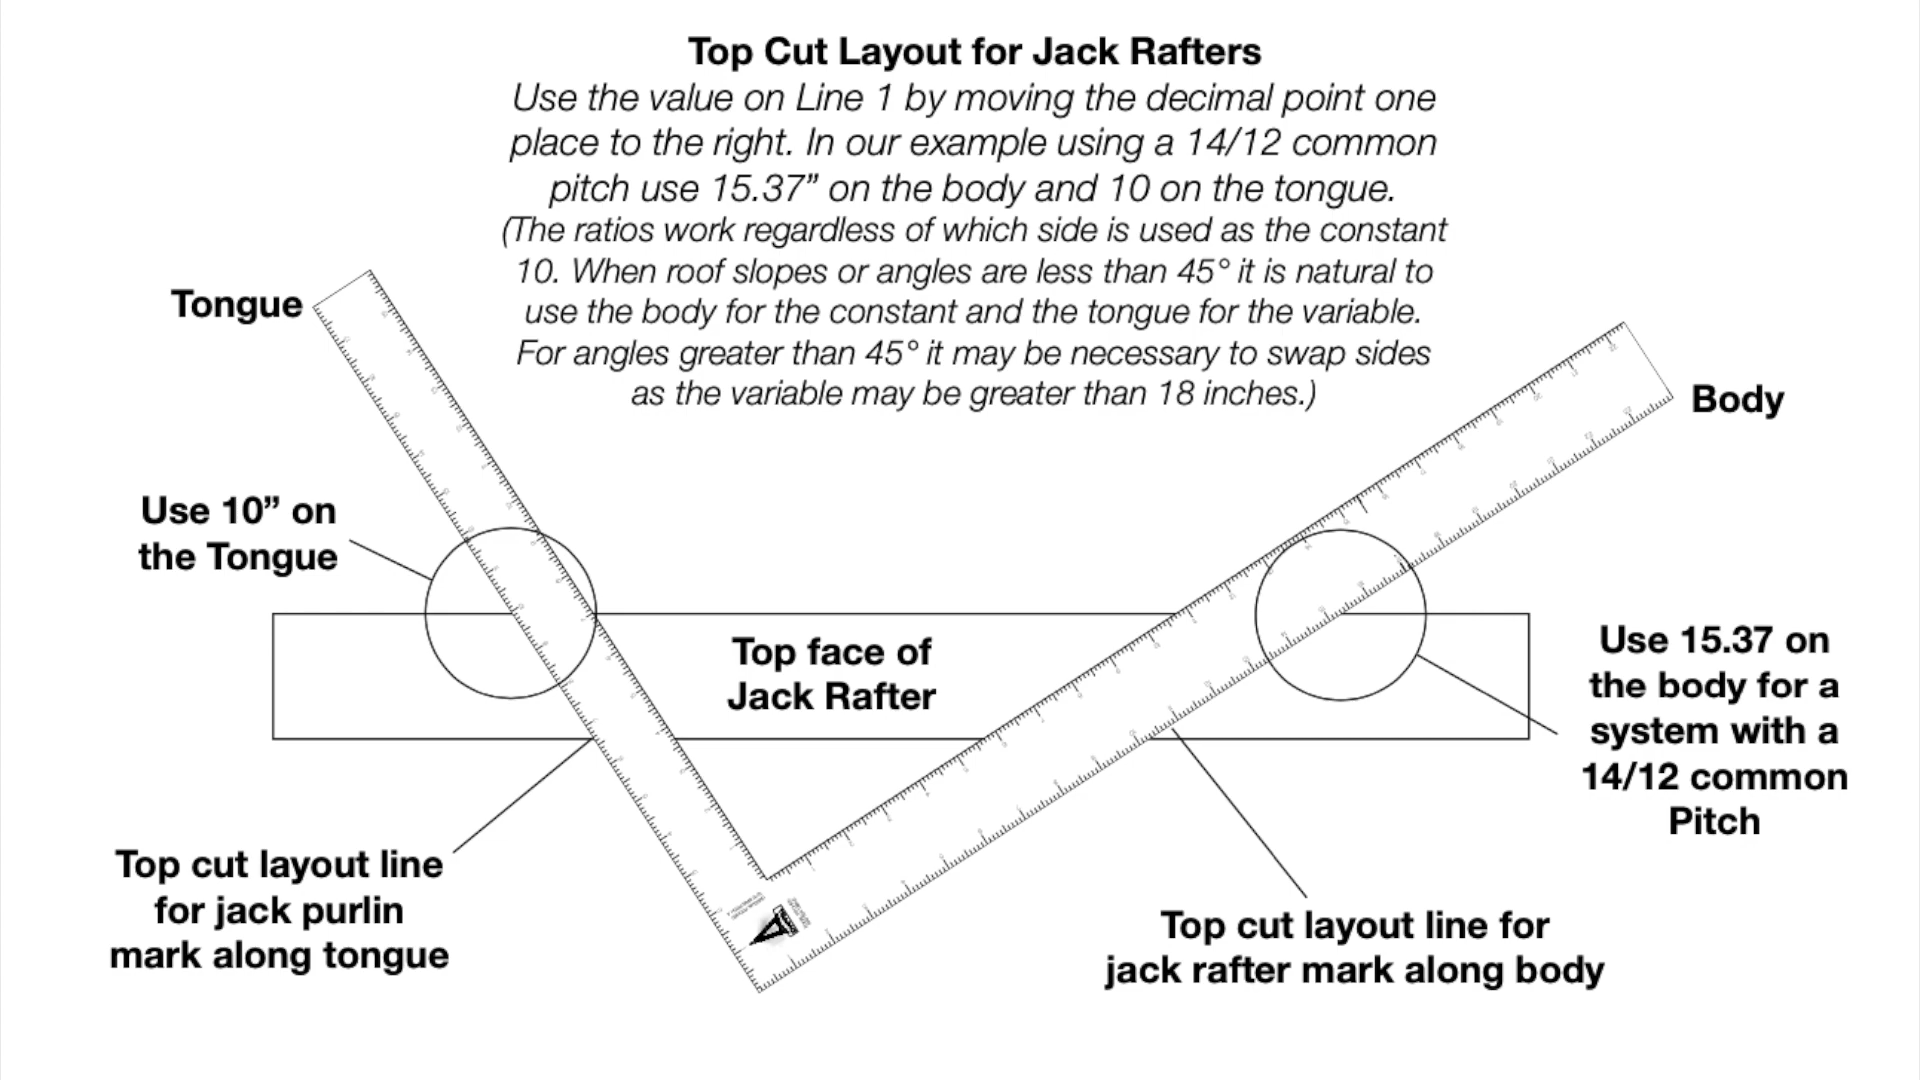 Top Cut Layout for Jack Rafters
Use the value on Line 1 by moving the decimal point one
place to the right. In our example using a 14/12 common
pitch use 15.37” on the body and 10 on the tongue.
(The ratios work regardless of which side is used as the constant
10. When roof slopes or angles are less than 45° it is natural to
use the body for the constant and the tongue for the variable.
For angles greater than 45° it may be necessary to swap sides
as the variable may be greater than 18 inches.)
Tongue
Body
Use 10” on
the Tongue
Top face of
Jack Rafter
Use 15.37 on
the body for a
system with a
14/12 common
Pitch
Top cut layout line
for jack purlin
mark along tongue
Top cut layout line for
jack rafter mark along body